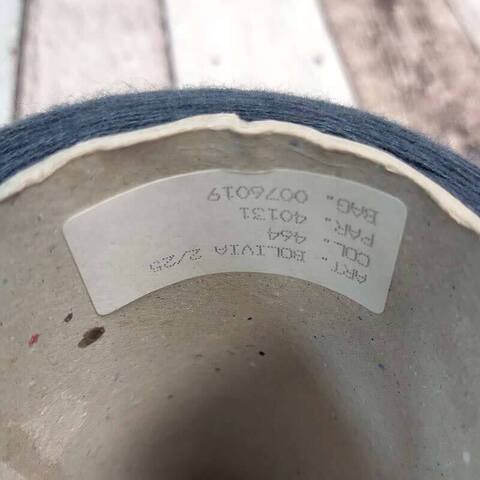 ART. BOLIVIA 2/28
COL. 464
PAR. 40131
BAG. 0076019